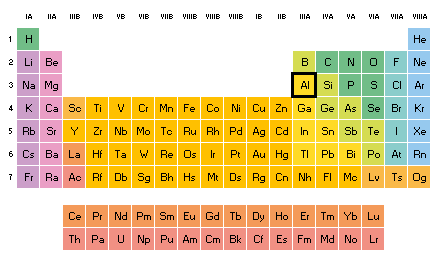 IA IIA IIIB IVB VB VIB VIIB VIIIB VIIIB VIIIB IB IIB IIIA IVA VA VIA VIIA VIIIA
1 H He
2 Li Be B C N O F Ne
3 Na Mg Al Si P S Cl Ar
4 K Ca Sc Ti V Cr Mn Fe Co Ni Cu Zn Ga Ge As Se Br Kr
5 Rb Sr Y Zr Nb Mo Tc Ru Rh Pd Ag Cd In Sn Sb Te I Xe
6 Cs Ba La Hf Ta W Re Os Ir Pt Au Hg Tl Pb Bi Po At Rn
7 Fr Ra Ac Rf Db Sg Bh Hs Mt Ds Rg Cn Nh Fl Mc Lv Ts Og
Ce Pr Nd Pm Sm Eu Gd Tb Dy Ho Er Tm Yb Lu
Th Pa U Np Pu Am Cm Bk Cf Es Fm Md No Lr